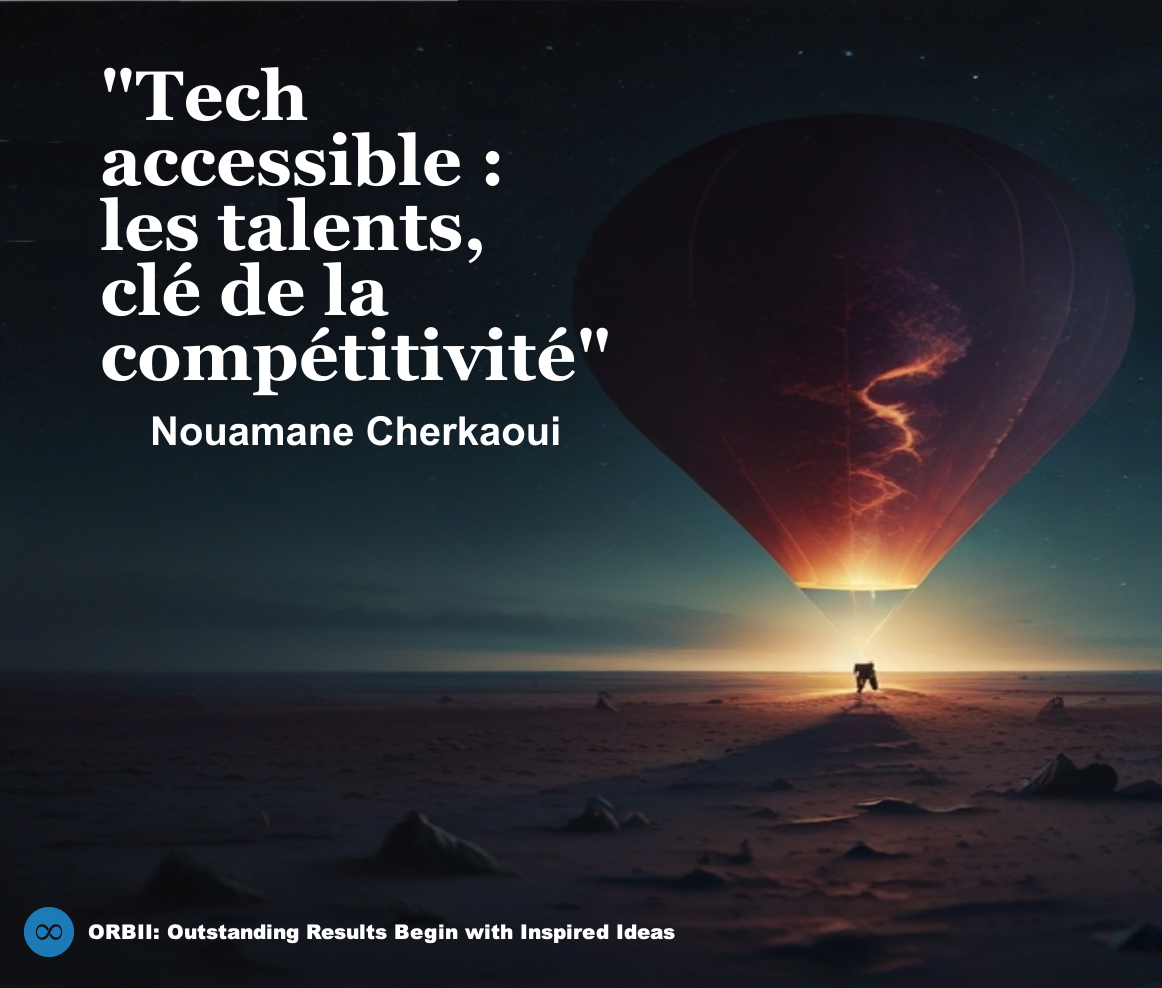 "Tech
accessible :
les talents,
clé de la
compétitivité"
Nouamane Cherkaoui
ORBII: Outstanding Results Begin with Inspired Ideas